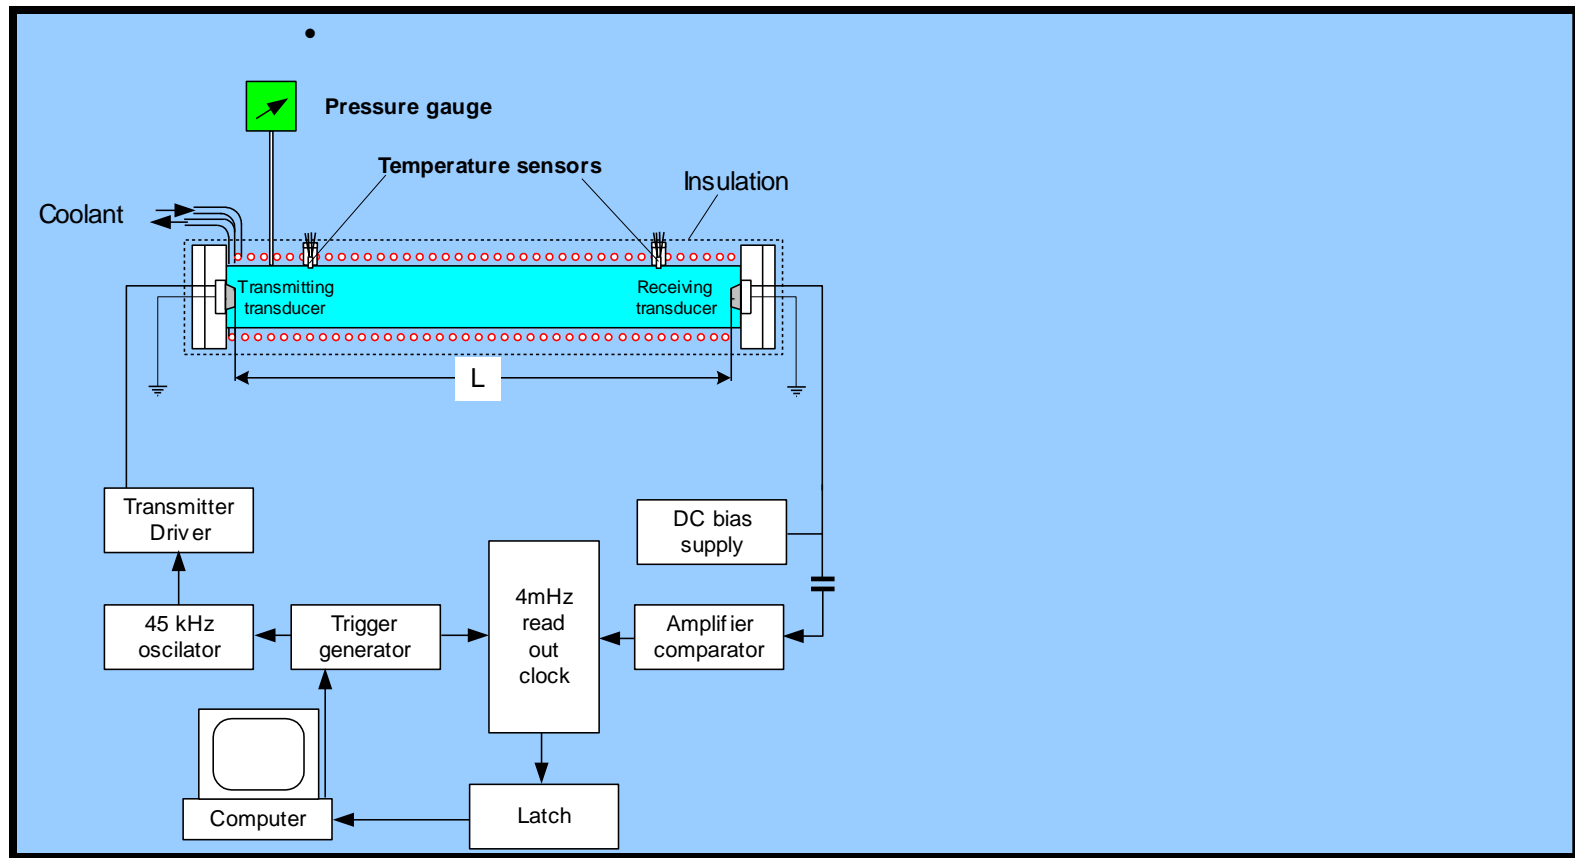 Pressure gauge
Temperature sensors
Insulation
Coolant
Transmitting
transducer
Receiving
transducer
L
Transmitter
Driver
DC bias
supply
4mHz
read
out
clock
45 kHz
oscilator
Trigger
generator
Amplifier
comparator
Computer
Latch